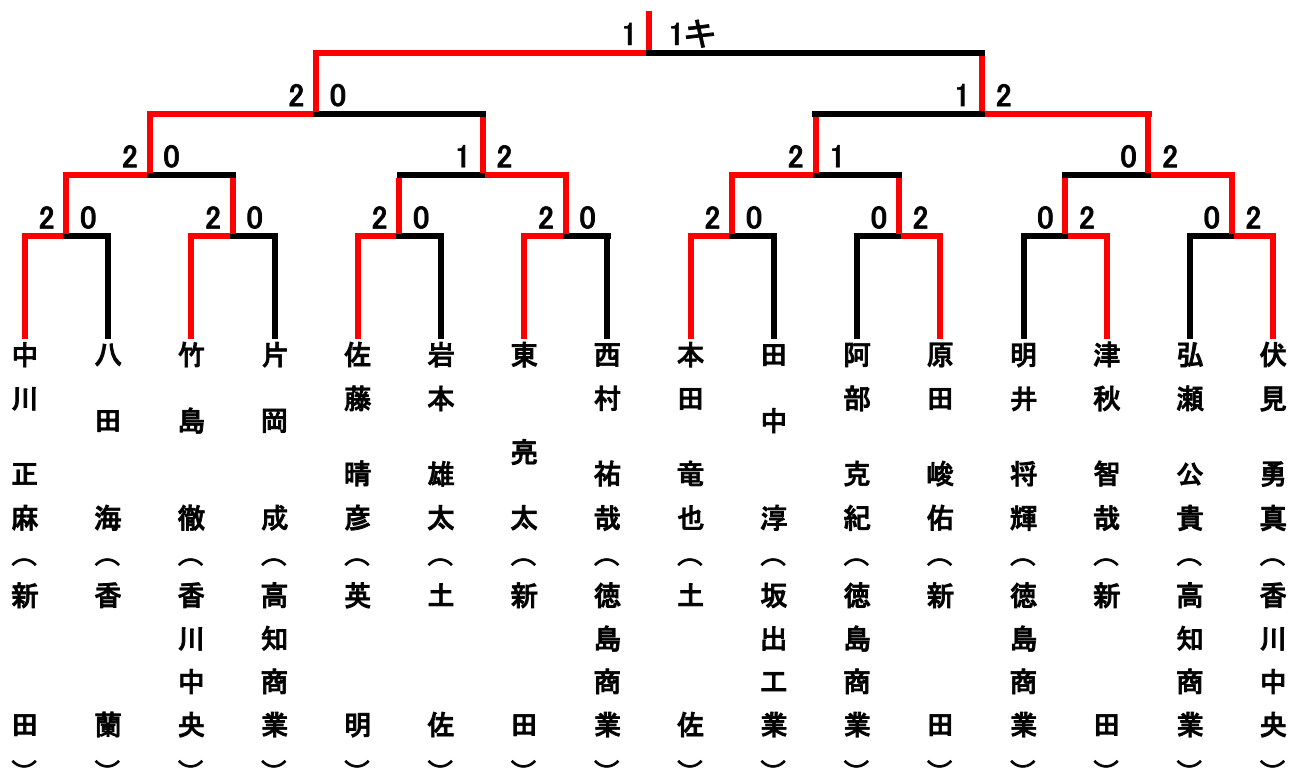 1 1キ
2 0 1 2
2 0 1 2 2 1 0 2
2 0 2 0 2 0 2 0 2 0 0 2 0 2 0 2
中川 正麻（新田）
八田 海（香蘭）
竹島 徹（香川中央）
片岡 成（高知商業）
佐藤 晴彦（英明）
岩本 雄太（土佐）
東 亮太（新田）
西村 祐哉（徳島商業）
本田 竜也（土佐）
田中 淳（坂出工業）
阿部 克紀（徳島商業）
原田 峻佑（新田）
明井 将輝（徳島商業）
津秋 智哉（新田）
弘瀬 公貴（高知商業）
伏見 勇真（香川中央）